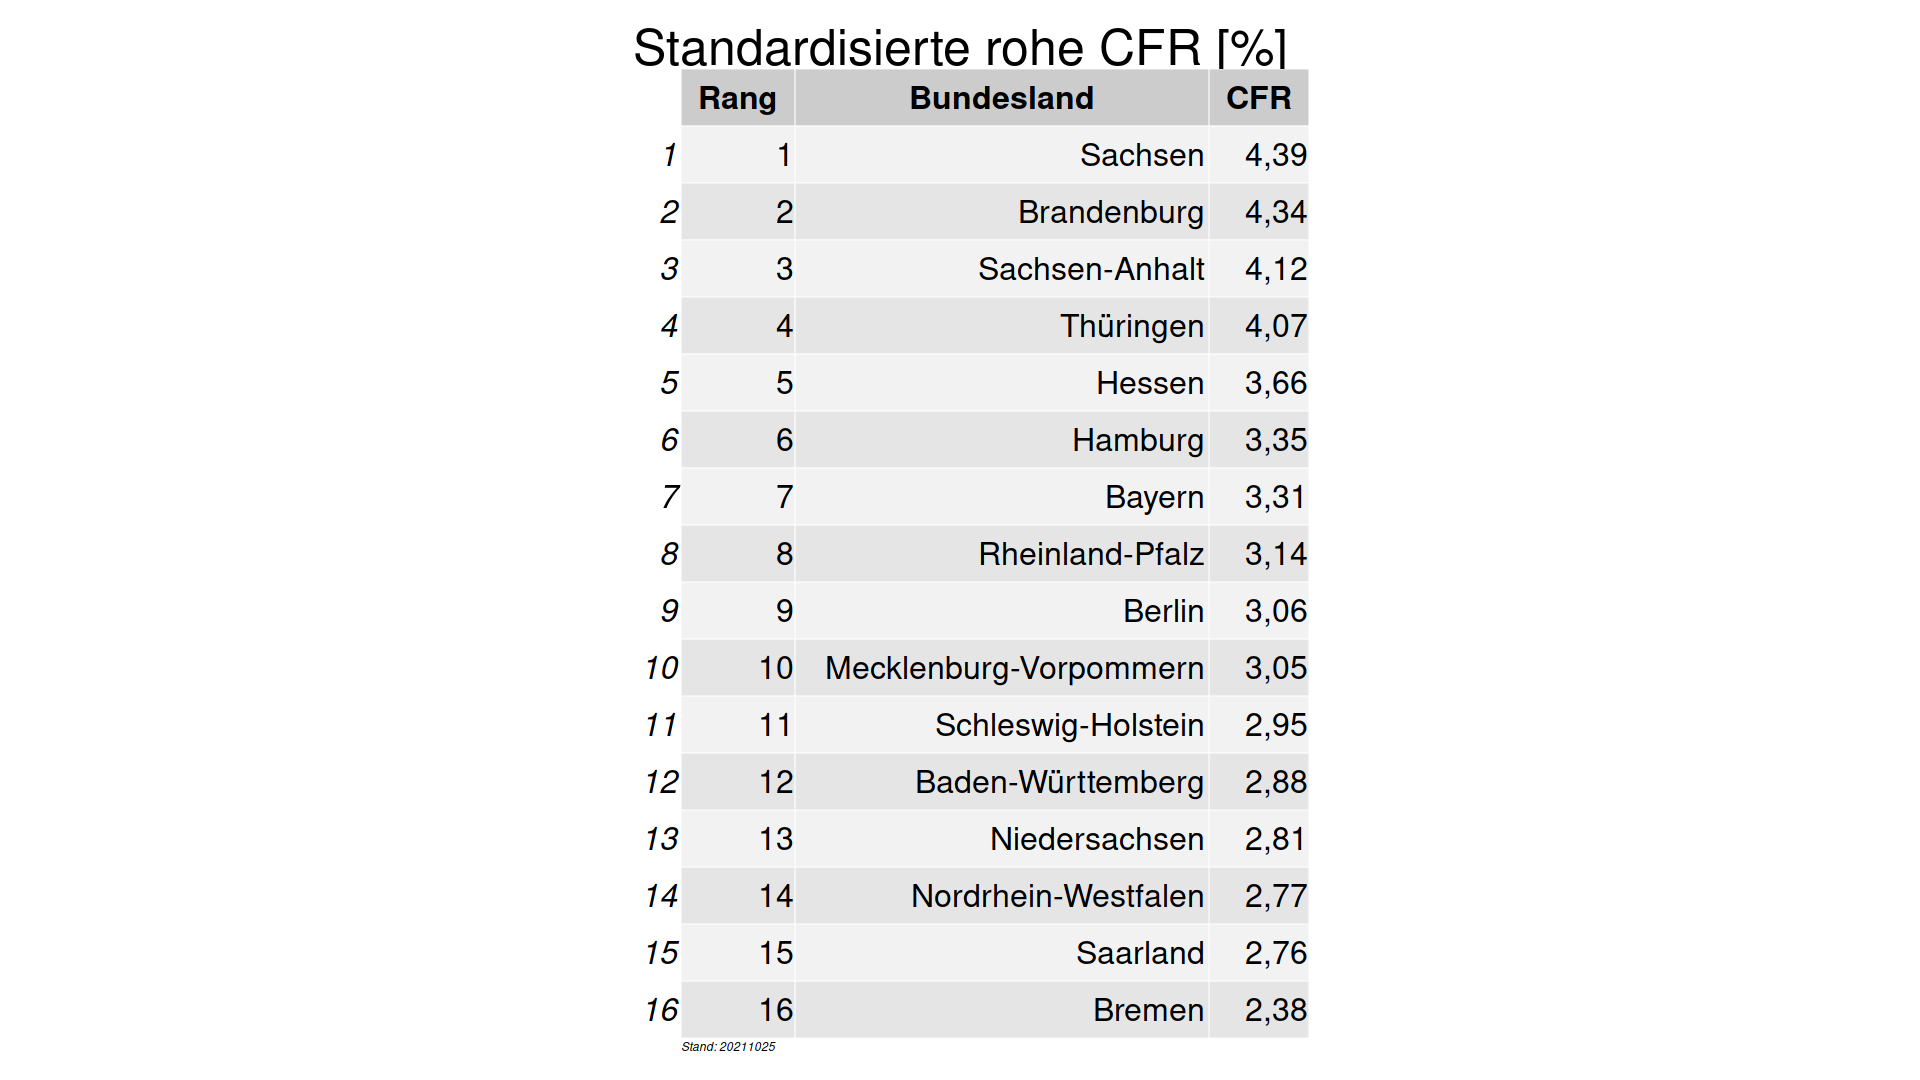 Standardisierte rohe CFR [%]
Rang Bundesland CFR
1 1 Sachsen 4,39
2 2 Brandenburg 4,34
3 3 Sachsen-Anhalt 4,12
4 4 Thüringen 4,07
5 5 Hessen 3,66
6 6 Hamburg 3,35
7 7 Bayern 3,31
8 8 Rheinland-Pfalz 3,14
9 9 Berlin 3,06
10 10 Mecklenburg-Vorpommern 3,05
11 11 Schleswig-Holstein 2,95
12 12 Baden-Württemberg 2,88
13 13 Niedersachsen 2,81
14 14 Nordrhein-Westfalen 2,77
15 15 Saarland 2,76
16 16 Bremen 2,38
Stand: 20211025